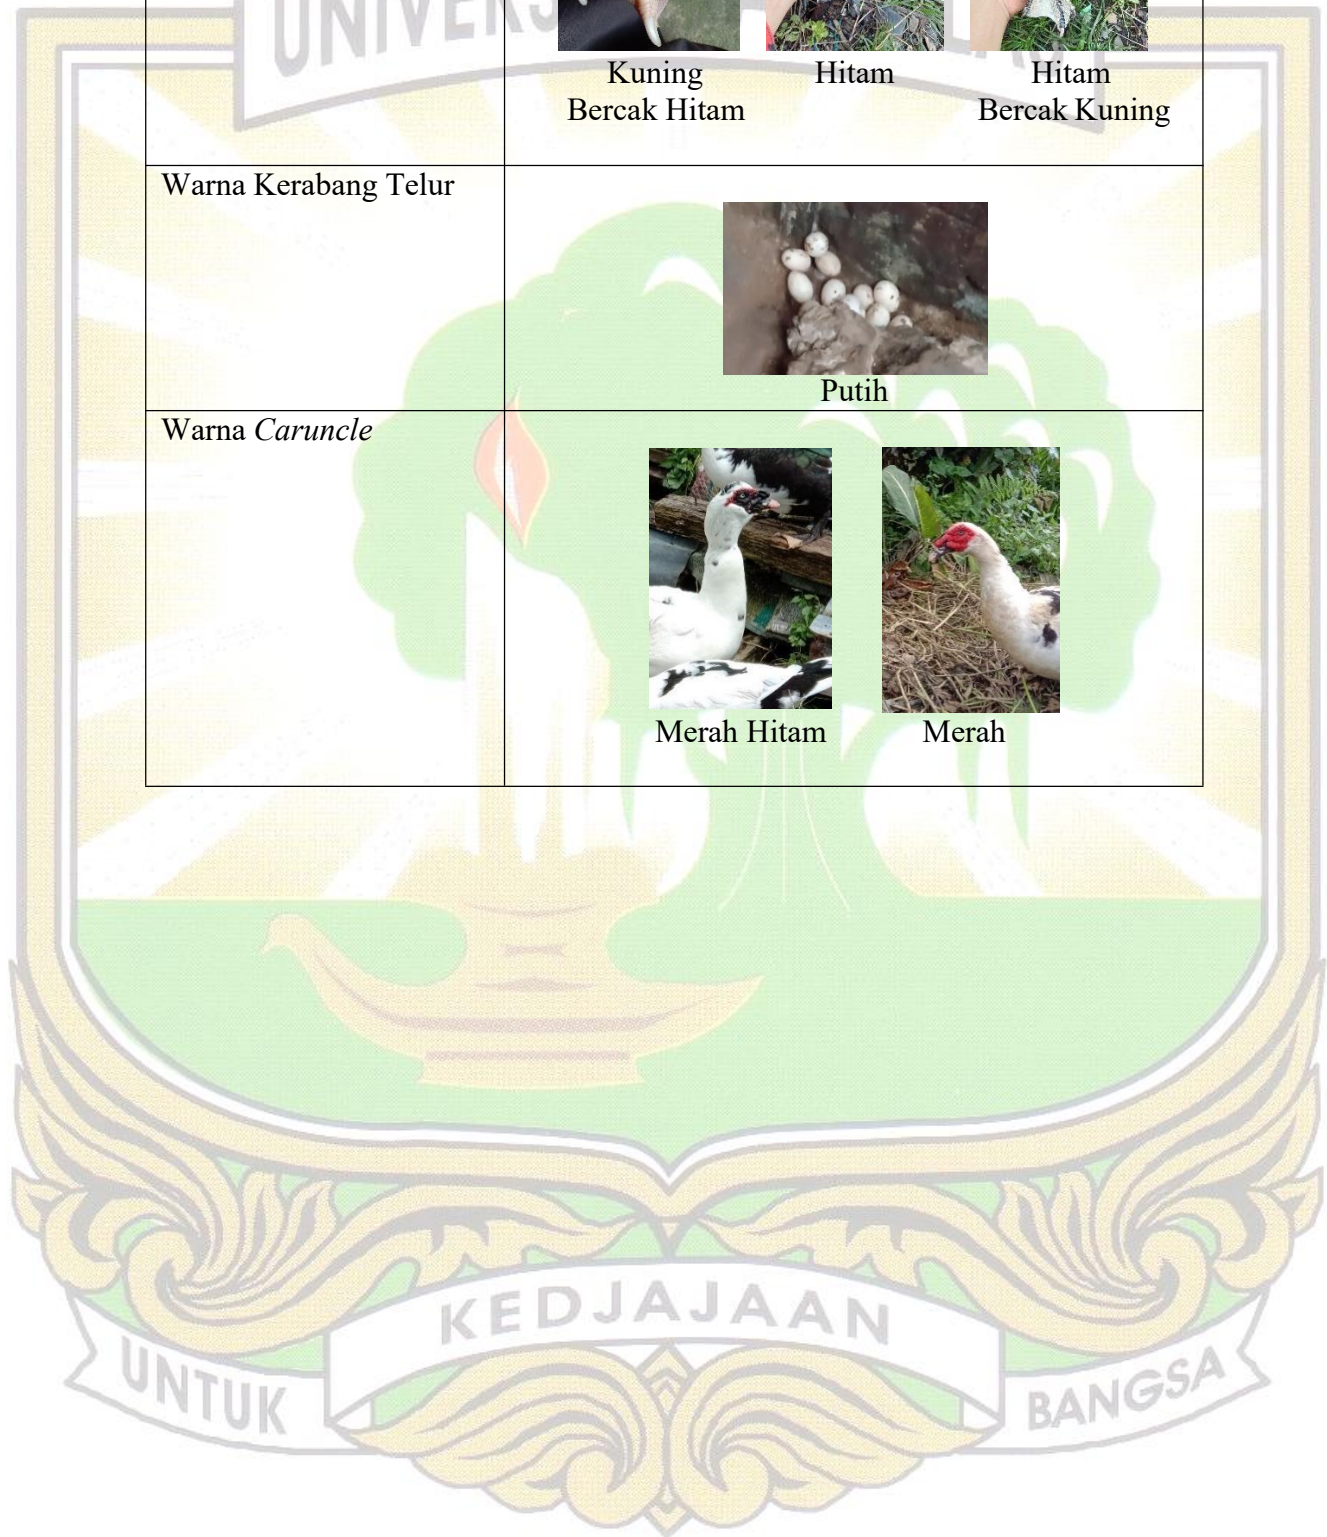 Kuning Hitam Hitam
Bercak Hitam Bercak Kuning
Warna Kerabang Telur
Putih
Warna Caruncle
Merah Hitam Merah
KEDJAJAAN
UNTUK BANGSA